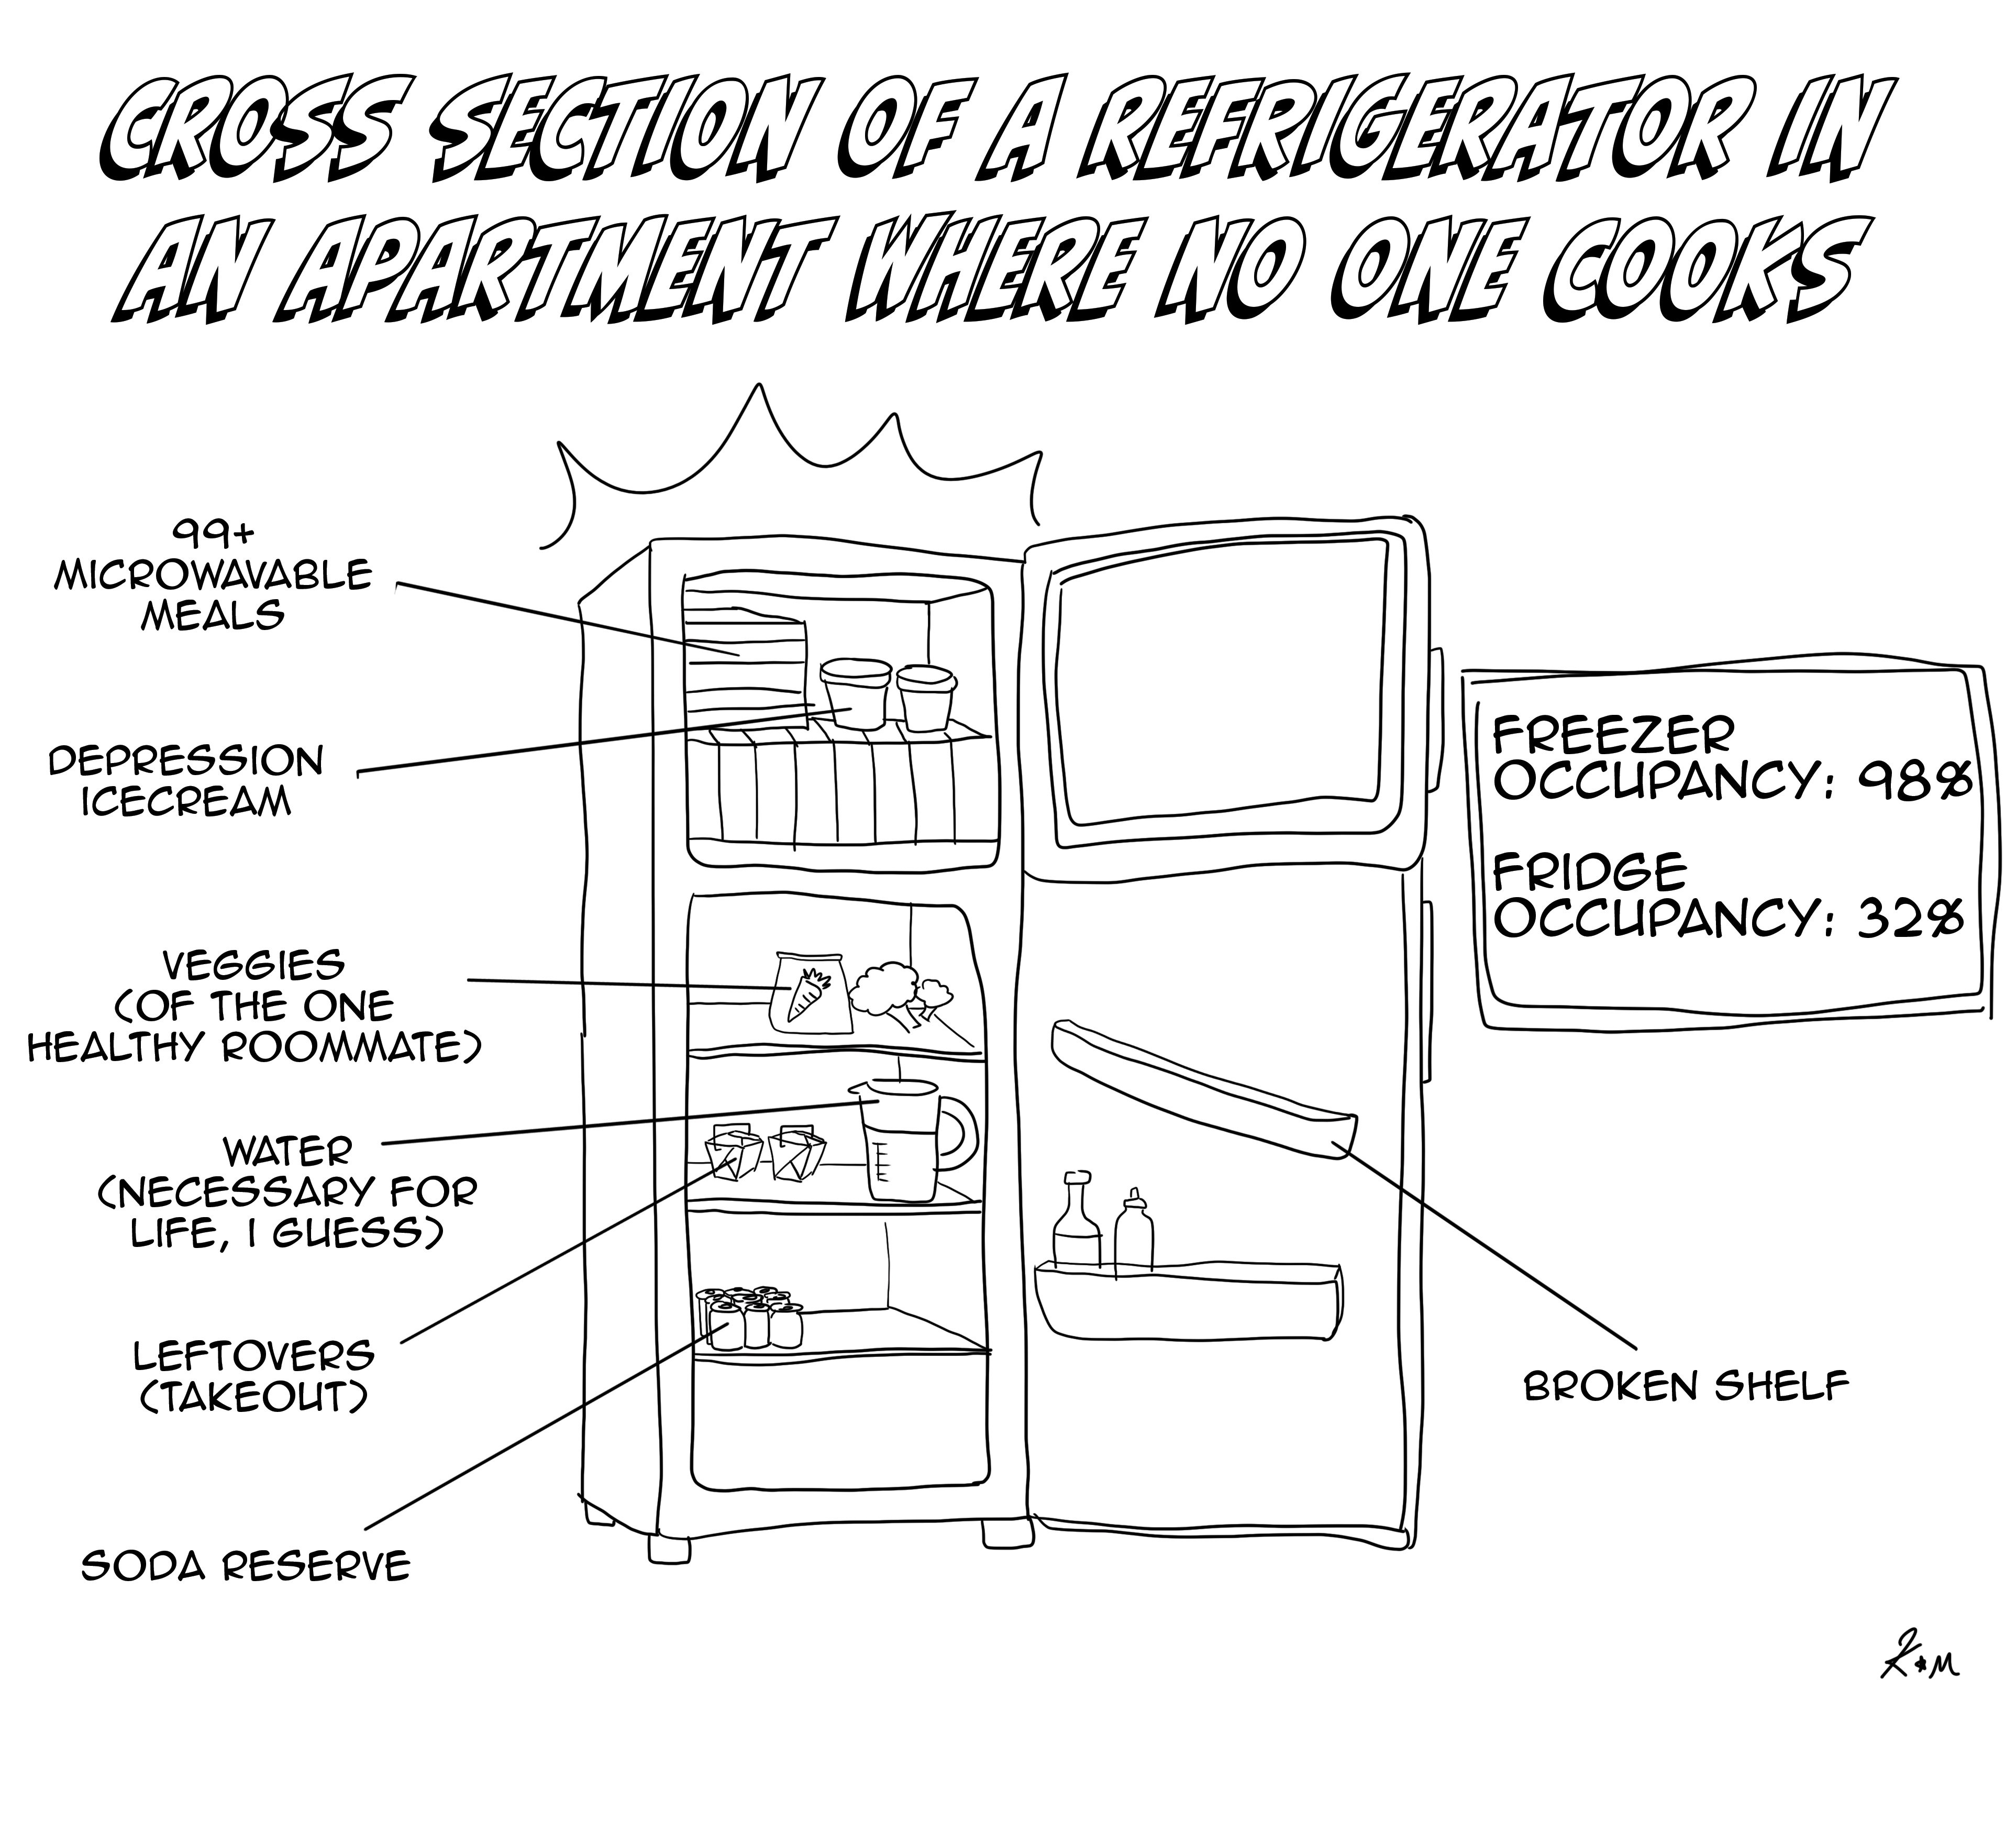 CROSS SECTION OF A REFRIGERATOR IN
AN APARTMENT WHERE NO ONE COOKS
99+
MICROWAVABLE
MEALS
DEPRESSION
ICECREAM
VEGGIES
(OF THE ONE
HEALTHY ROOMMATE)
WATER
(NECESSARY FOR
LIFE, I GUESS)
LEFTOVERS
(TAKEOUT)
SODA RESERVE
FREEZER
OCCUPANCY: 98%
FRIDGE
OCCUPANCY: 32%
BROKEN SHELF